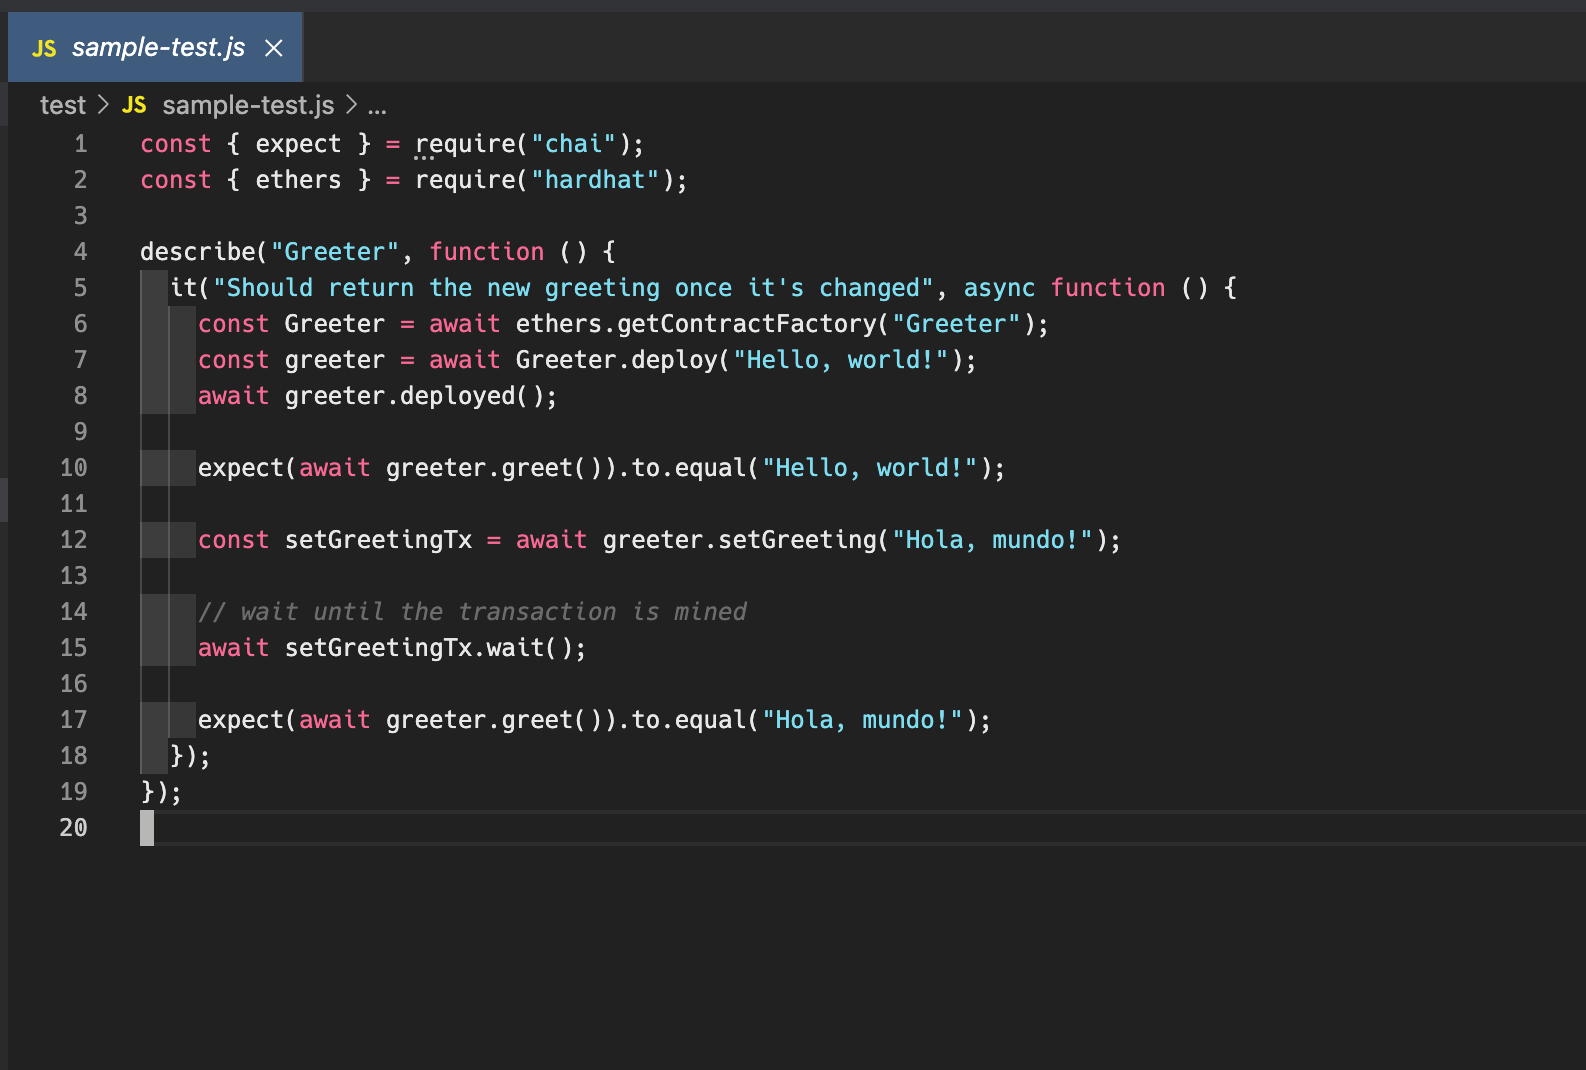 JS sample-test.js ×
test > JS sample-test.js > ...
1 const { expect } = require("chai");
2 const { ethers } = require("hardhat");
3
4 describe("Greeter", function () {
5   it("Should return the new greeting once it's changed", async function () {
6     const Greeter = await ethers.getContractFactory("Greeter");
7     const greeter = await Greeter.deploy("Hello, world!");
8     await greeter.deployed();
9
10     expect(await greeter.greet()).to.equal("Hello, world!");
11
12     const setGreetingTx = await greeter.setGreeting("Hola, mundo!");
13
14     // wait until the transaction is mined
15     await setGreetingTx.wait();
16
17     expect(await greeter.greet()).to.equal("Hola, mundo!");
18   });
19 });
20